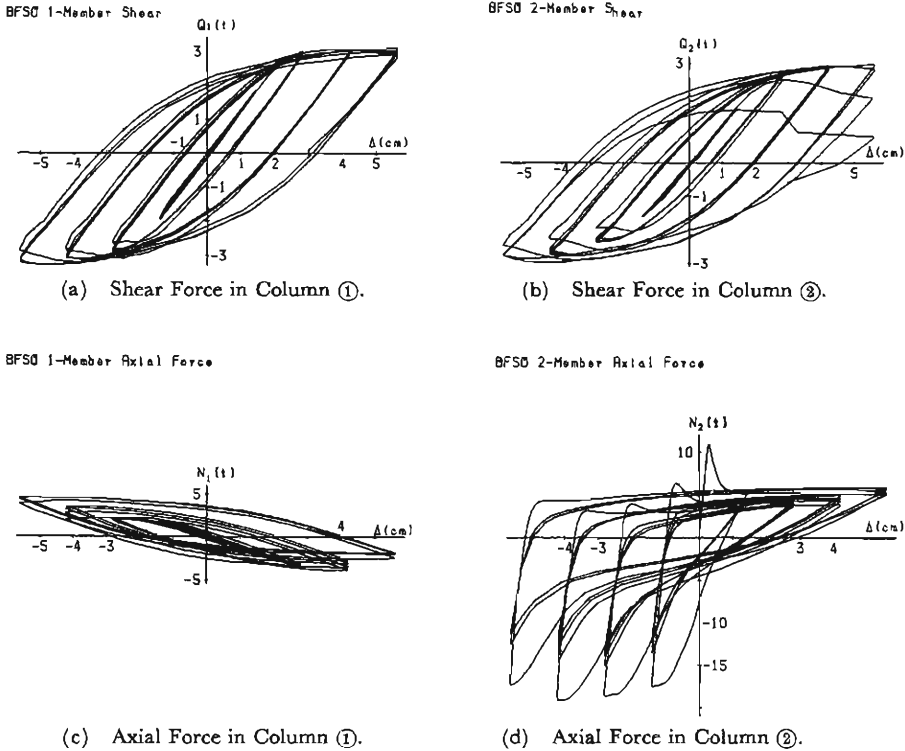 BFSO 1-Member Shear
BFSO 2-Member Shear
Q₁(t)
3
1
-1
Δ(cm)
-5 -4
1 2 4 5
-1
-3
Q₂(t)
3
Δ(cm)
-5 -4
1 2 5
-1
-3
(a) Shear Force in Column ①.
(b) Shear Force in Column ②.
BFSO 1-Member Axial Force
BFSO 2-Member Axial Force
N₁(t)
5
4
Δ(cm)
-5 -4 -3
-5
N₂(t)
10
Δ(cm)
-4 -3
3 4
-10
-15
(c) Axial Force in Column ①.
(d) Axial Force in Column ②.